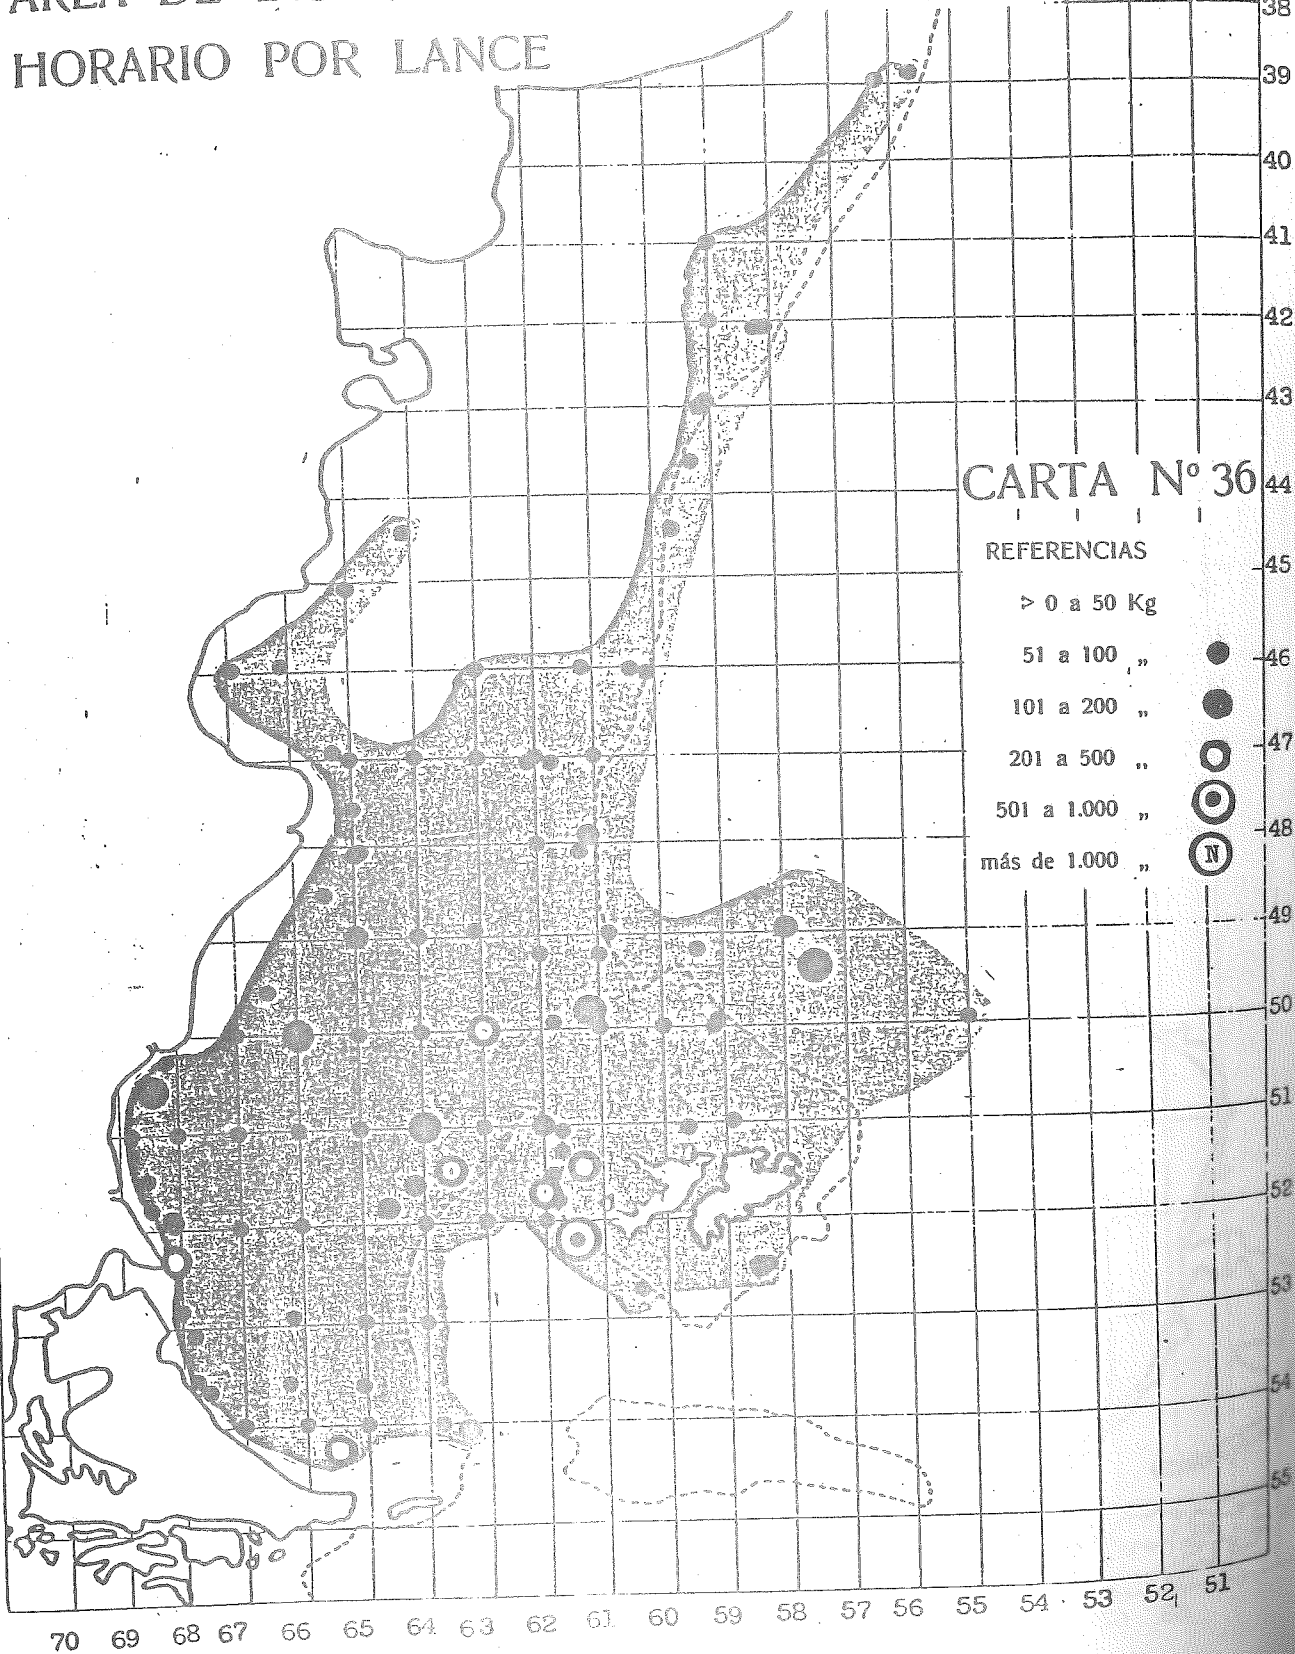 AREA DE
HORARIO POR LANCE
38
39
40
41
42
43
44
45
46
47
48
49
50
51
52
53
54
55
CARTA Nº 36
REFERENCIAS
> 0 a 50 Kg
51 a 100 „
101 a 200 „
201 a 500 „
501 a 1.000 „
más de 1.000 „ N
70 69 68 67 66 65 64 63 62 61 60 59 58 57 56 55 54 53 52 51